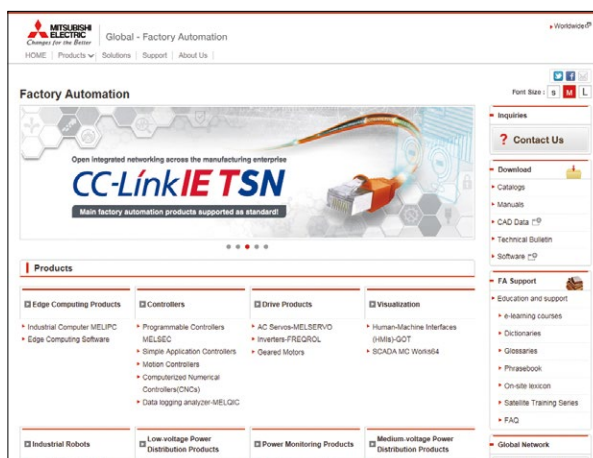 MITSUBISHI
ELECTRIC
Changes for the Better
Global - Factory Automation
Worldwide
HOME | Products | Solutions | Support | About Us
Font Size : S M L
Factory Automation
Open integrated networking across the manufacturing enterprise
CC-Link IE TSN
Main factory automation products supported as standard!
Products
Edge Computing Products
Industrial Computer MELIPC
Edge Computing Software
Controllers
Programmable Controllers
MELSEC
Simple Application Controllers
Motion Controllers
Computerized Numerical
Controllers(CNCs)
Data logging analyzer-MELQIC
Drive Products
AC Servos-MELSERVO
Inverters-FREQROL
Geared Motors
Visualization
Human-Machine Interfaces
(HMIs)-GOT
SCADA MC Works64
Industrial Robots
Low-voltage Power
Distribution Products
Power Monitoring Products
Medium-voltage Power
Distribution Products
Inquiries
? Contact Us
Download
Catalogs
Manuals
CAD Data
Technical Bulletin
Software
FA Support
Education and support
e-learning courses
Dictionaries
Glossaries
Phrasebook
On-site lexicon
Satellite Training Series
FAQ
Global Network